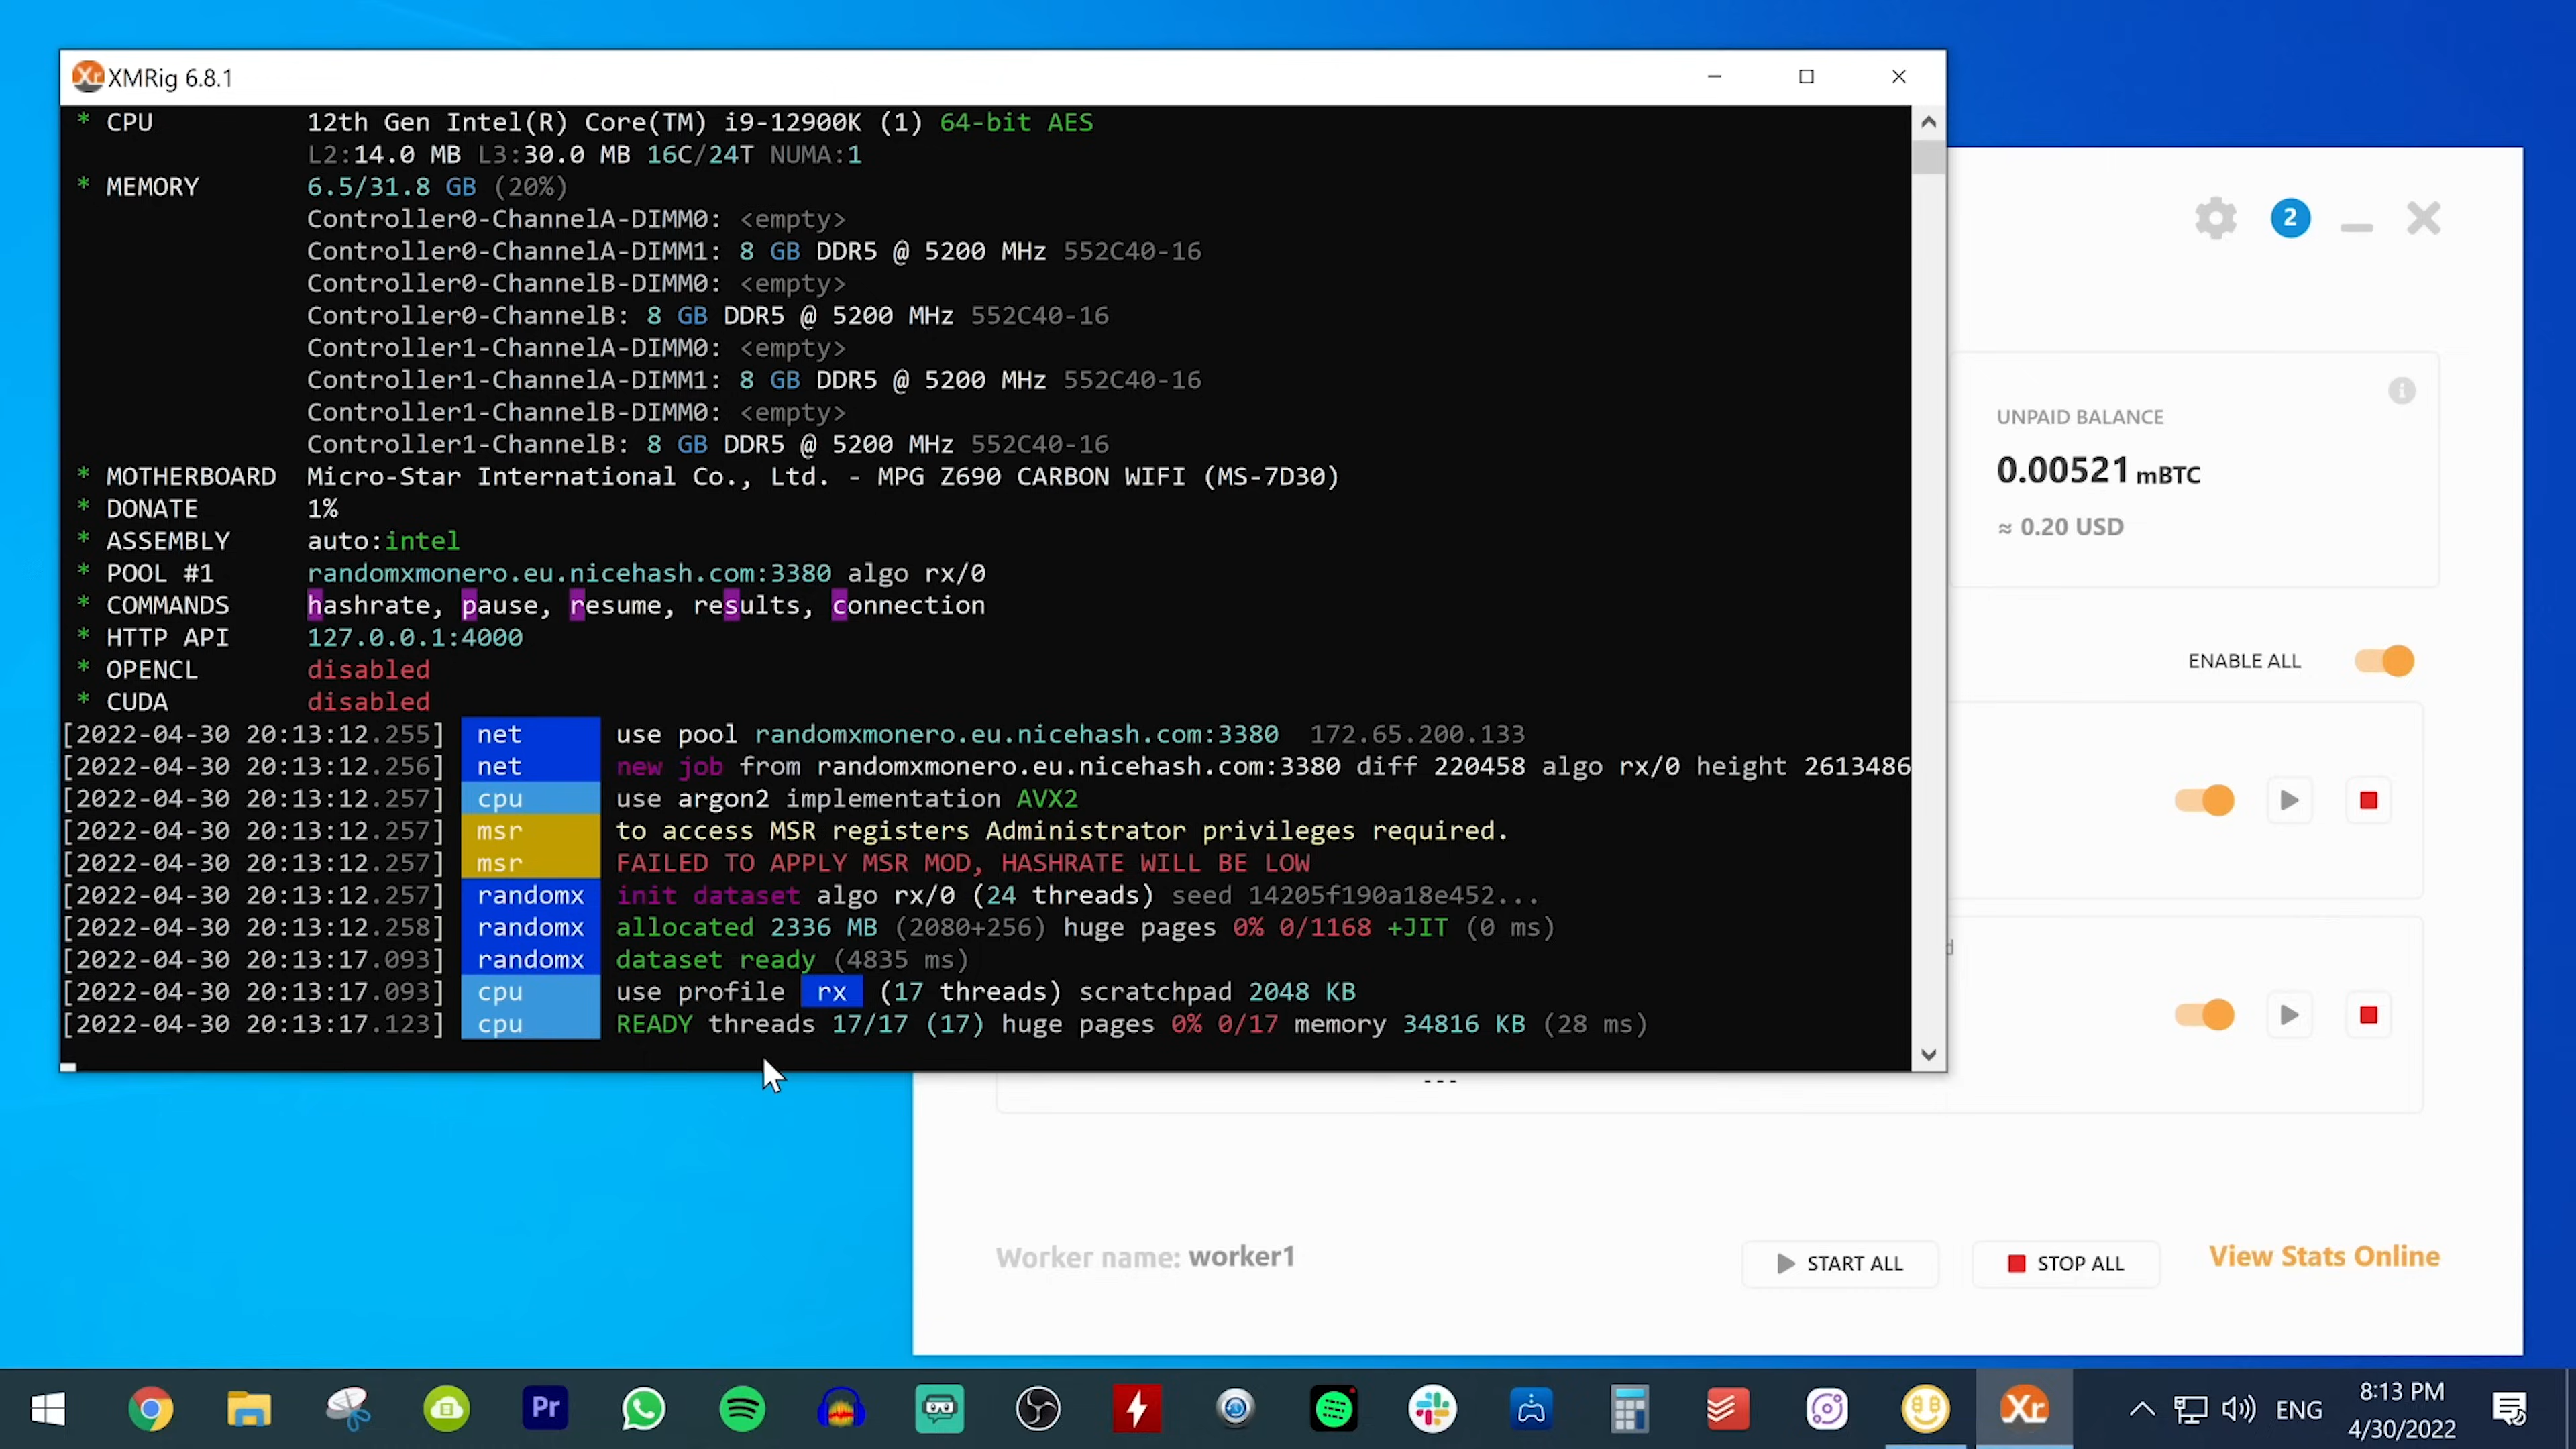 XMRig 6.8.1
* CPU 12th Gen Intel(R) Core(TM) i9-12900K (1) 64-bit AES
L2:14.0 MB L3:30.0 MB 16C/24T NUMA:1
* MEMORY 6.5/31.8 GB (20%)
Controller0-ChannelA-DIMM0: <empty>
Controller0-ChannelA-DIMM1: 8 GB DDR5 @ 5200 MHz 552C40-16
Controller0-ChannelB-DIMM0: <empty>
Controller0-ChannelB: 8 GB DDR5 @ 5200 MHz 552C40-16
Controller1-ChannelA-DIMM0: <empty>
Controller1-ChannelA-DIMM1: 8 GB DDR5 @ 5200 MHz 552C40-16
Controller1-ChannelB-DIMM0: <empty>
Controller1-ChannelB: 8 GB DDR5 @ 5200 MHz 552C40-16
* MOTHERBOARD Micro-Star International Co., Ltd. - MPG Z690 CARBON WIFI (MS-7D30)
* DONATE 1%
* ASSEMBLY auto:intel
* POOL #1 randomxmonero.eu.nicehash.com:3380 algo rx/0
* COMMANDS hashrate, pause, resume, results, connection
* HTTP API 127.0.0.1:4000
* OPENCL disabled
* CUDA disabled
[2022-04-30 20:13:12.255] net use pool randomxmonero.eu.nicehash.com:3380 172.65.200.133
[2022-04-30 20:13:12.256] net new job from randomxmonero.eu.nicehash.com:3380 diff 220458 algo rx/0 height 2613486
[2022-04-30 20:13:12.257] cpu use argon2 implementation AVX2
[2022-04-30 20:13:12.257] msr to access MSR registers Administrator privileges required.
[2022-04-30 20:13:12.257] msr FAILED TO APPLY MSR MOD, HASHRATE WILL BE LOW
[2022-04-30 20:13:12.257] randomx init dataset algo rx/0 (24 threads) seed 14205f190a18e452...
[2022-04-30 20:13:12.258] randomx allocated 2336 MB (2080+256) huge pages 0% 0/1168 +JIT (0 ms)
[2022-04-30 20:13:17.093] randomx dataset ready (4835 ms)
[2022-04-30 20:13:17.093] cpu use profile rx (17 threads) scratchpad 2048 KB
[2022-04-30 20:13:17.123] cpu READY threads 17/17 (17) huge pages 0% 0/17 memory 34816 KB (28 ms)
2
UNPAID BALANCE
0.00521 mBTC
≈ 0.20 USD
ENABLE ALL
d
---
Worker name: worker1
START ALL
STOP ALL
View Stats Online
Pr
Xr
ENG
8:13 PM
4/30/2022